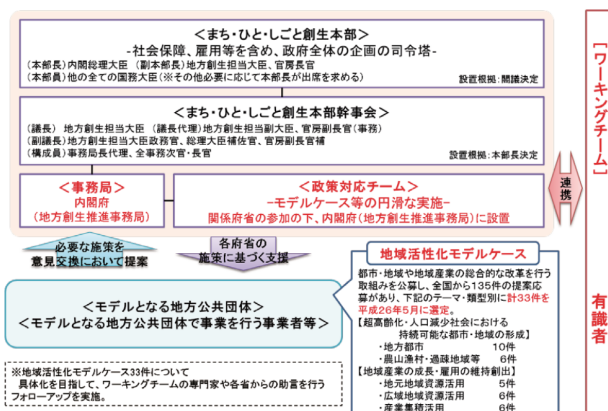 ＜まち・ひと・しごと創生本部＞
-社会保障、雇用等を含め、政府全体の企画の司令塔-
(本部長)内閣総理大臣 (副本部長)地方創生担当大臣、官房長官
(本部員)他の全ての国務大臣(※その他必要に応じて本部長が出席を求める)
設置根拠：閣議決定
＜まち・ひと・しごと創生本部幹事会＞
(議長) 地方創生担当大臣 (議長代理)地方創生担当副大臣、官房副長官(事務)
(副議長)地方創生担当大臣政務官、総理大臣補佐官、官房副長官補
(構成員)事務局長代理、全事務次官・長官
設置根拠：本部長決定
＜事務局＞
内閣府
(地方創生推進事務局)
＜政策対応チーム＞
-モデルケース等の円滑な実施-
関係府省の参加の下、内閣府(地方創生推進事務局)に設置
連携
［ワーキングチーム］
有識者
必要な施策を
意見交換において提案
各府省の
施策に基づく支援
＜モデルとなる地方公共団体＞
＜モデルとなる地方公共団体で事業を行う事業者等＞
※地域活性化モデルケース33件について
具体化を目指して、ワーキングチームの専門家や各省からの助言を行う
フォローアップを実施。
地域活性化モデルケース
都市・地域や地域産業の総合的な改革を行う
取組みを公募し、全国から135件の提案応
募があり、下記のテーマ・類型別に計33件を
平成26年5月に選定。
【超高齢化・人口減少社会における
持続可能な都市・地域の形成】
・地方都市 10件
・農山漁村・過疎地域等 6件
【地域産業の成長・雇用の維持創出】
・地元地域資源活用 5件
・広域地域資源活用 6件
・産業集積活用 6件